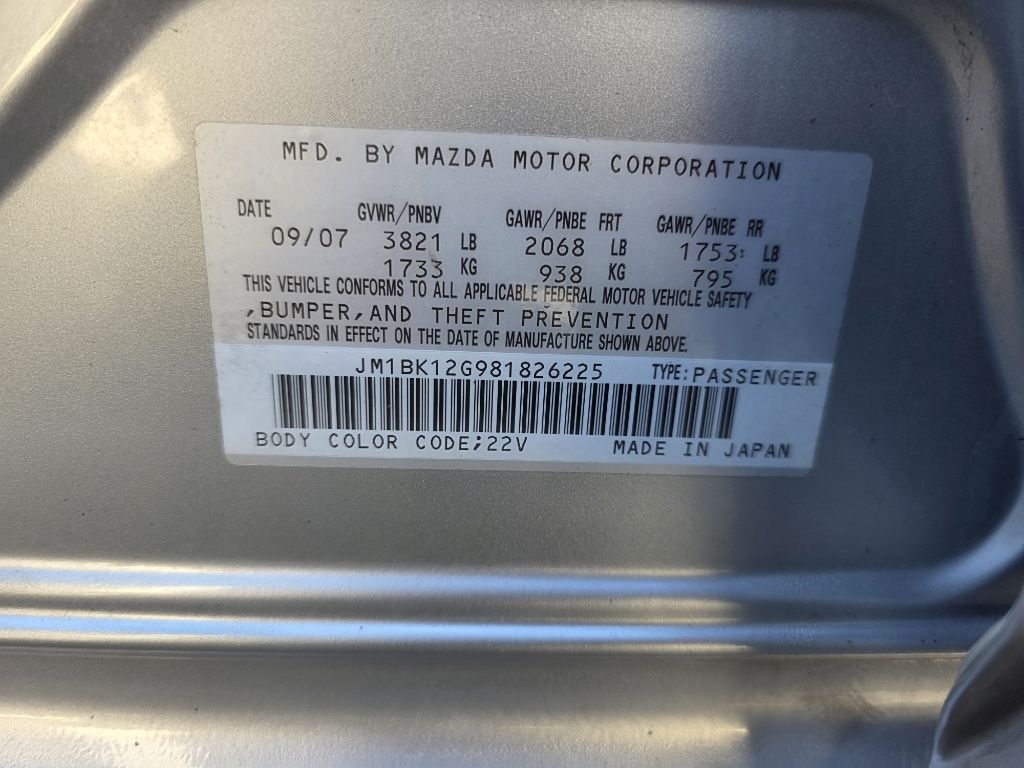 MFD. BY MAZDA MOTOR CORPORATION
DATE GVWR/PNBV GAWR/PNBE FRT GAWR/PNBE RR
09/07 3821 LB 2068 LB 1753 LB
1733 KG 938 KG 795 KG
THIS VEHICLE CONFORMS TO ALL APPLICABLE FEDERAL MOTOR VEHICLE SAFETY
,BUMPER,AND THEFT PREVENTION
STANDARDS IN EFFECT ON THE DATE OF MANUFACTURE SHOWN ABOVE.
JM1BK12G981826225 TYPE:PASSENGER
BODY COLOR CODE;22V MADE IN JAPAN